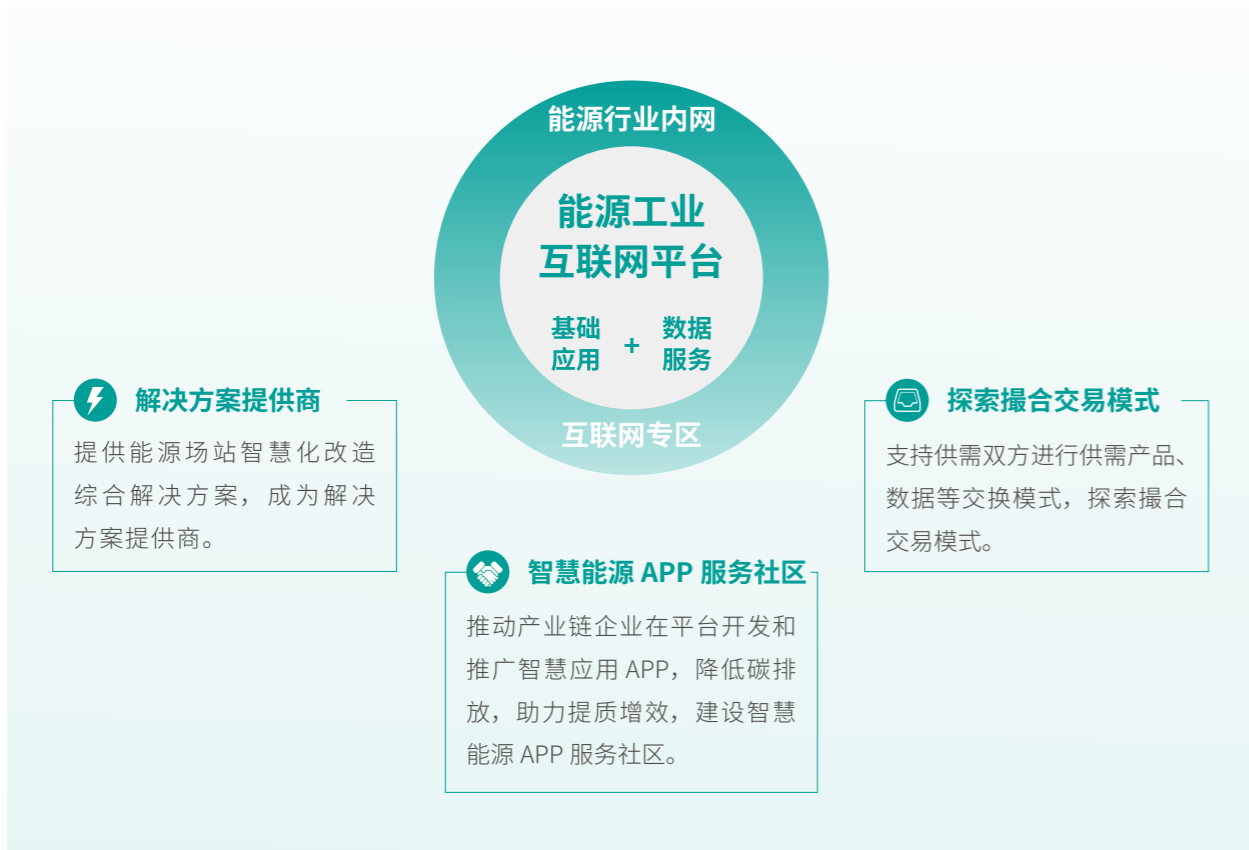 能源行业内网
能源工业
互联网平台
基础
应用
+
数据
服务
互联网专区
解决方案提供商
提供能源场站智慧化改造
综合解决方案，成为解决
方案提供商。
智慧能源 APP 服务社区
推动产业链企业在平台开发和
推广智慧应用 APP，降低碳排
放，助力提质增效，建设智慧
能源 APP 服务社区。
探索撮合交易模式
支持供需双方进行供需产品、
数据等交换模式，探索撮合
交易模式。